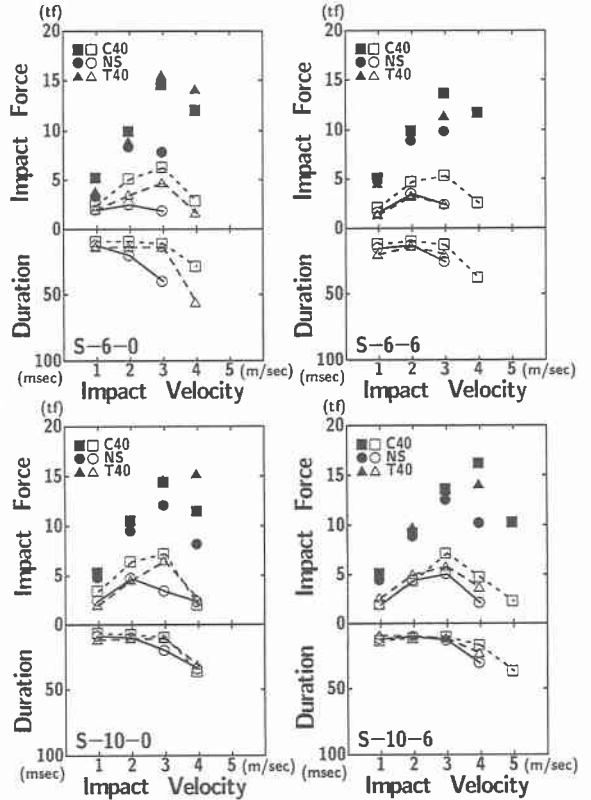 (tf)
20
15
10
5
0
50
100
Impact Force
Duration
■□ C40
●○ NS
▲△ T40
S-6-0
1 2 3 4 5 (m/sec)
(msec)
Impact Velocity
(tf)
20
15
10
5
0
50
100
Impact Force
Duration
■□ C40
●○ NS
▲△ T40
S-6-6
1 2 3 4 5 (m/sec)
(msec)
Impact Velocity
(tf)
20
15
10
5
0
50
100
Impact Force
Duration
■□ C40
●○ NS
▲△ T40
S-10-0
1 2 3 4 5 (m/sec)
(msec)
Impact Velocity
(tf)
20
15
10
5
0
50
100
Impact Force
Duration
■□ C40
●○ NS
▲△ T40
S-10-6
1 2 3 4 5 (m/sec)
(msec)
Impact Velocity